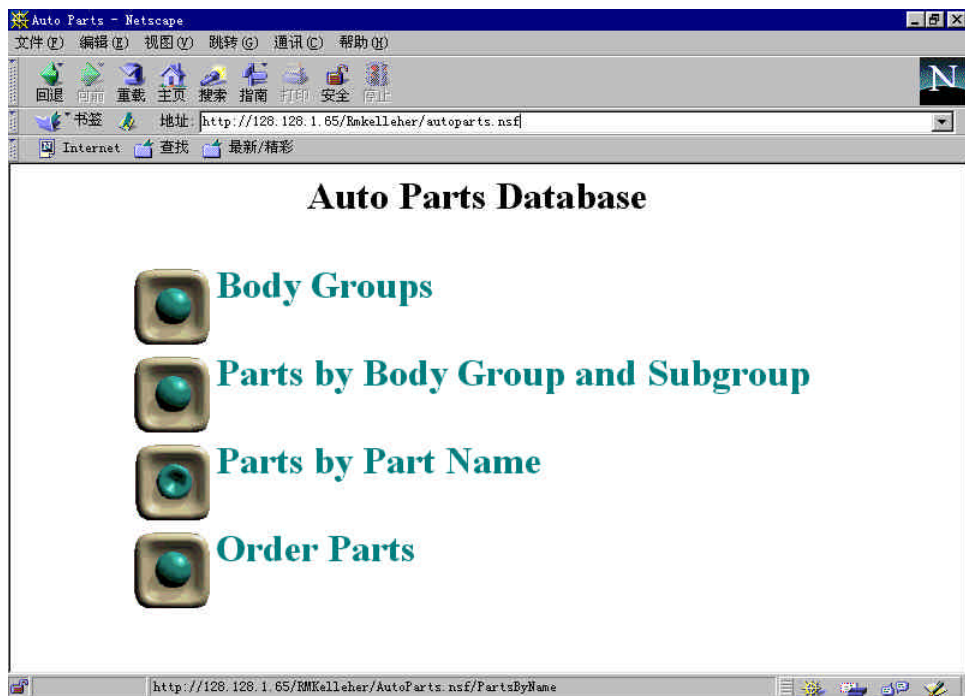 Auto Parts - Netscape
文件(F) 编辑(E) 视图(V) 跳转(G) 通讯(C) 帮助(H)
回退 向前 重载 主页 搜索 指南 打印 安全 停止
N
书签 地址: http://128.128.1.65/Rmkelleher/autoparts.nsf
Internet 查找 最新/精彩
Auto Parts Database
Body Groups
Parts by Body Group and Subgroup
Parts by Part Name
Order Parts
http://128.128.1.65/RMKelleher/AutoParts.nsf/PartsByName